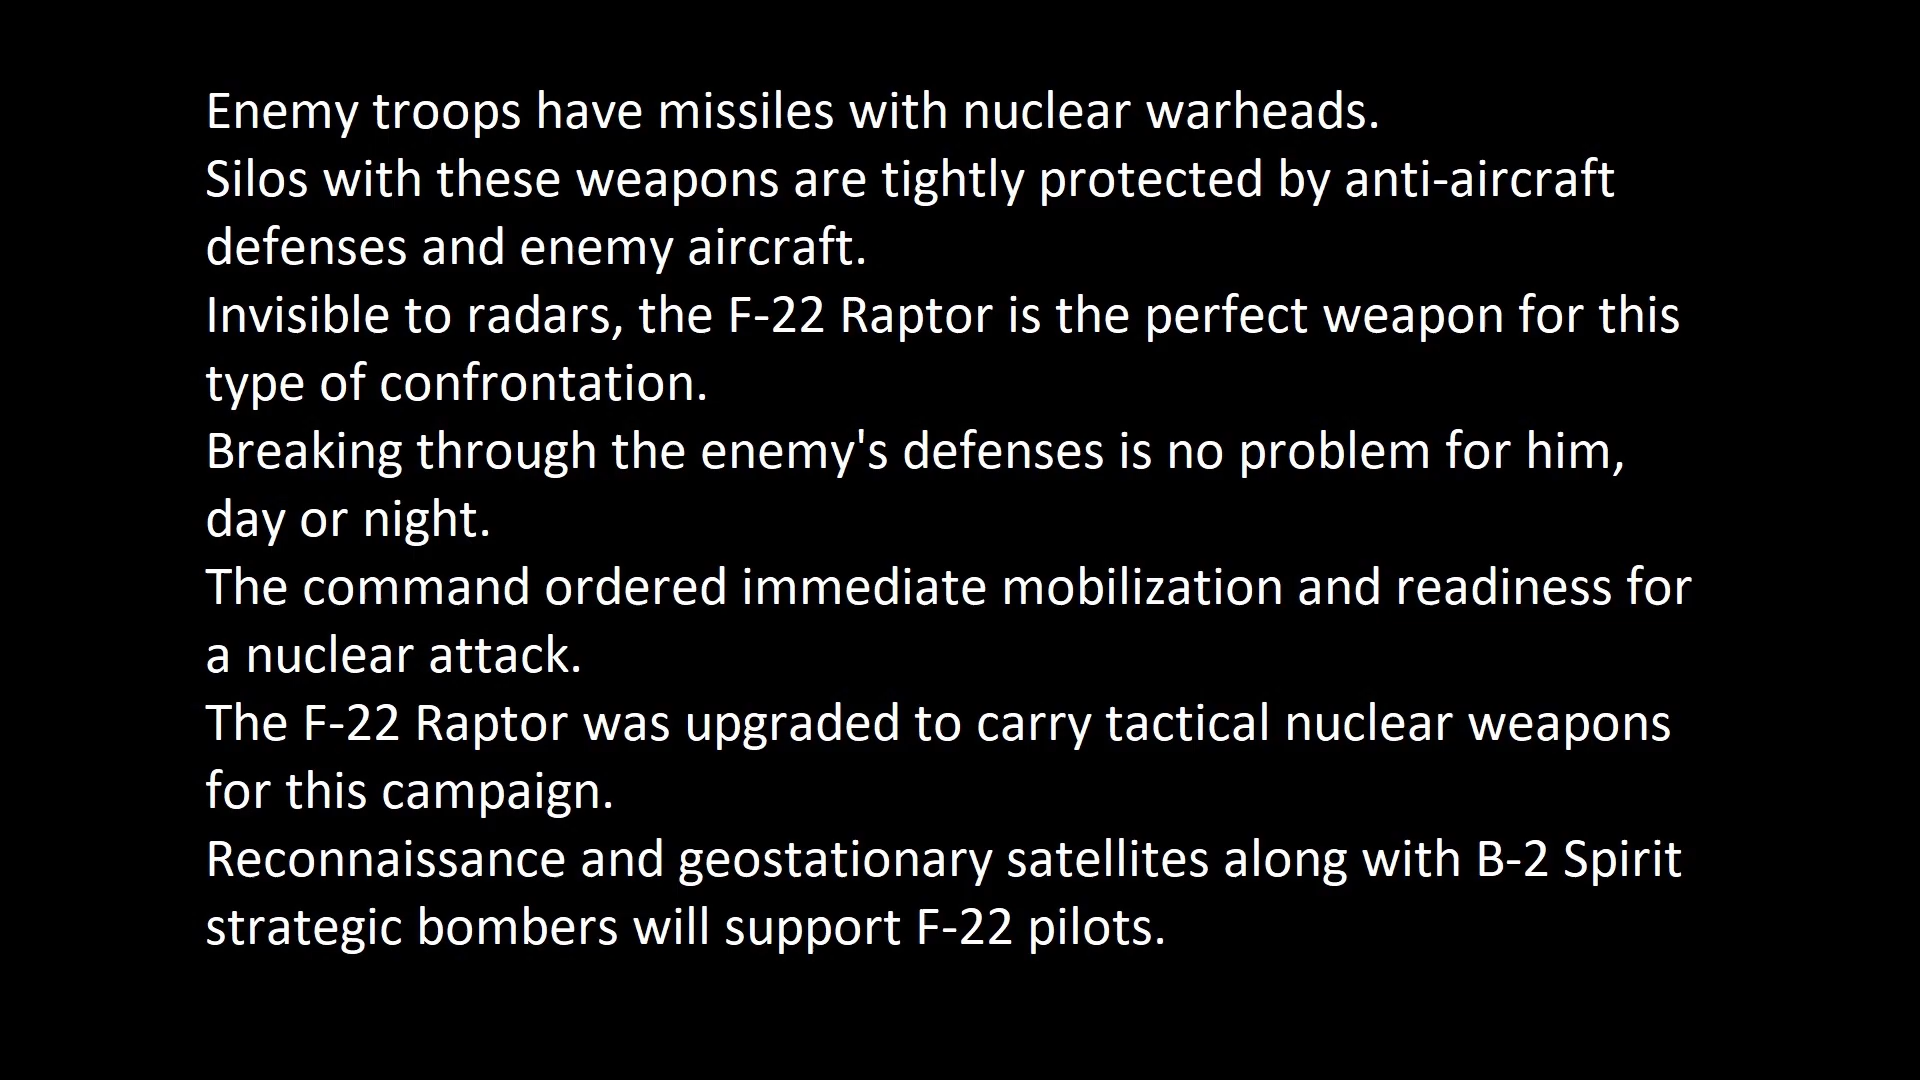 Enemy troops have missiles with nuclear warheads.
Silos with these weapons are tightly protected by anti-aircraft
defenses and enemy aircraft.
Invisible to radars, the F-22 Raptor is the perfect weapon for this
type of confrontation.
Breaking through the enemy's defenses is no problem for him,
day or night.
The command ordered immediate mobilization and readiness for
a nuclear attack.
The F-22 Raptor was upgraded to carry tactical nuclear weapons
for this campaign.
Reconnaissance and geostationary satellites along with B-2 Spirit
strategic bombers will support F-22 pilots.